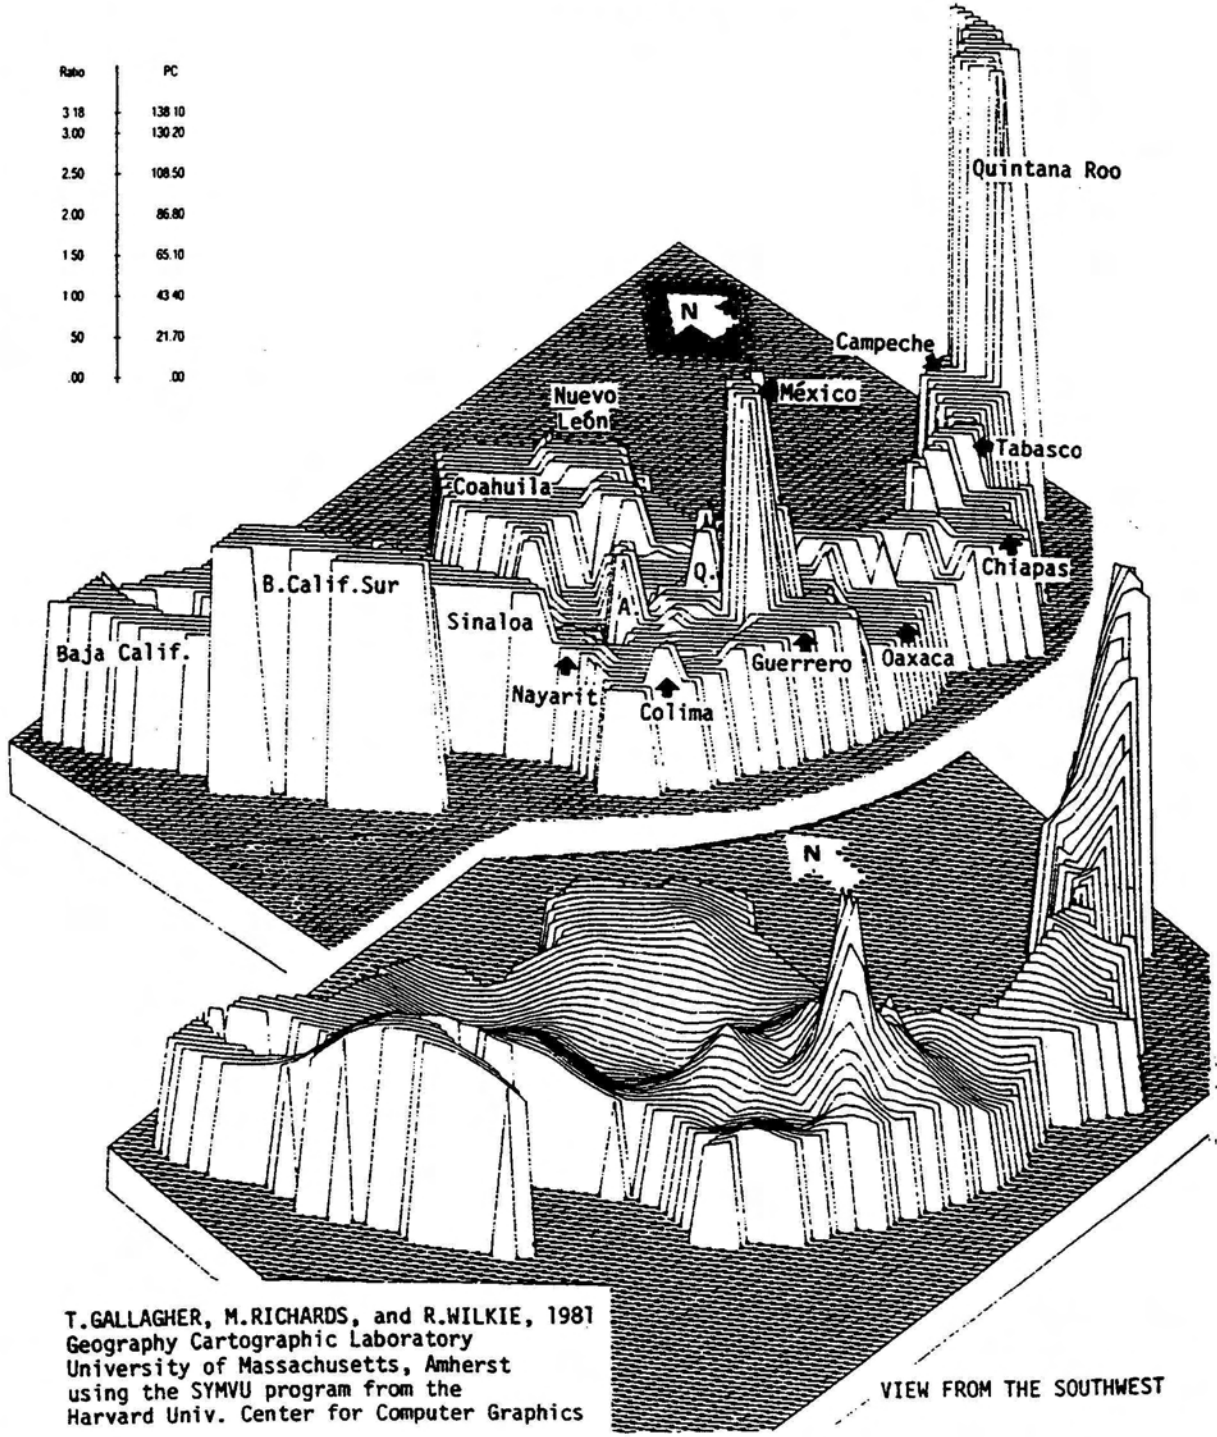 Ratio PC
3.18 138.10
3.00 130.20
2.50 108.50
2.00 86.80
1.50 65.10
1.00 43.40
.50 21.70
.00 .00
Quintana Roo
N
Campeche
México
Nuevo
León
Tabasco
Coahuila
Chiapas
B.Calif.Sur
Q.
A.
Sinaloa
Baja Calif.
Guerrero
Oaxaca
Nayarit
Colima
N
T.GALLAGHER, M.RICHARDS, and R.WILKIE, 1981
Geography Cartographic Laboratory
University of Massachusetts, Amherst
using the SYMVU program from the
Harvard Univ. Center for Computer Graphics
VIEW FROM THE SOUTHWEST